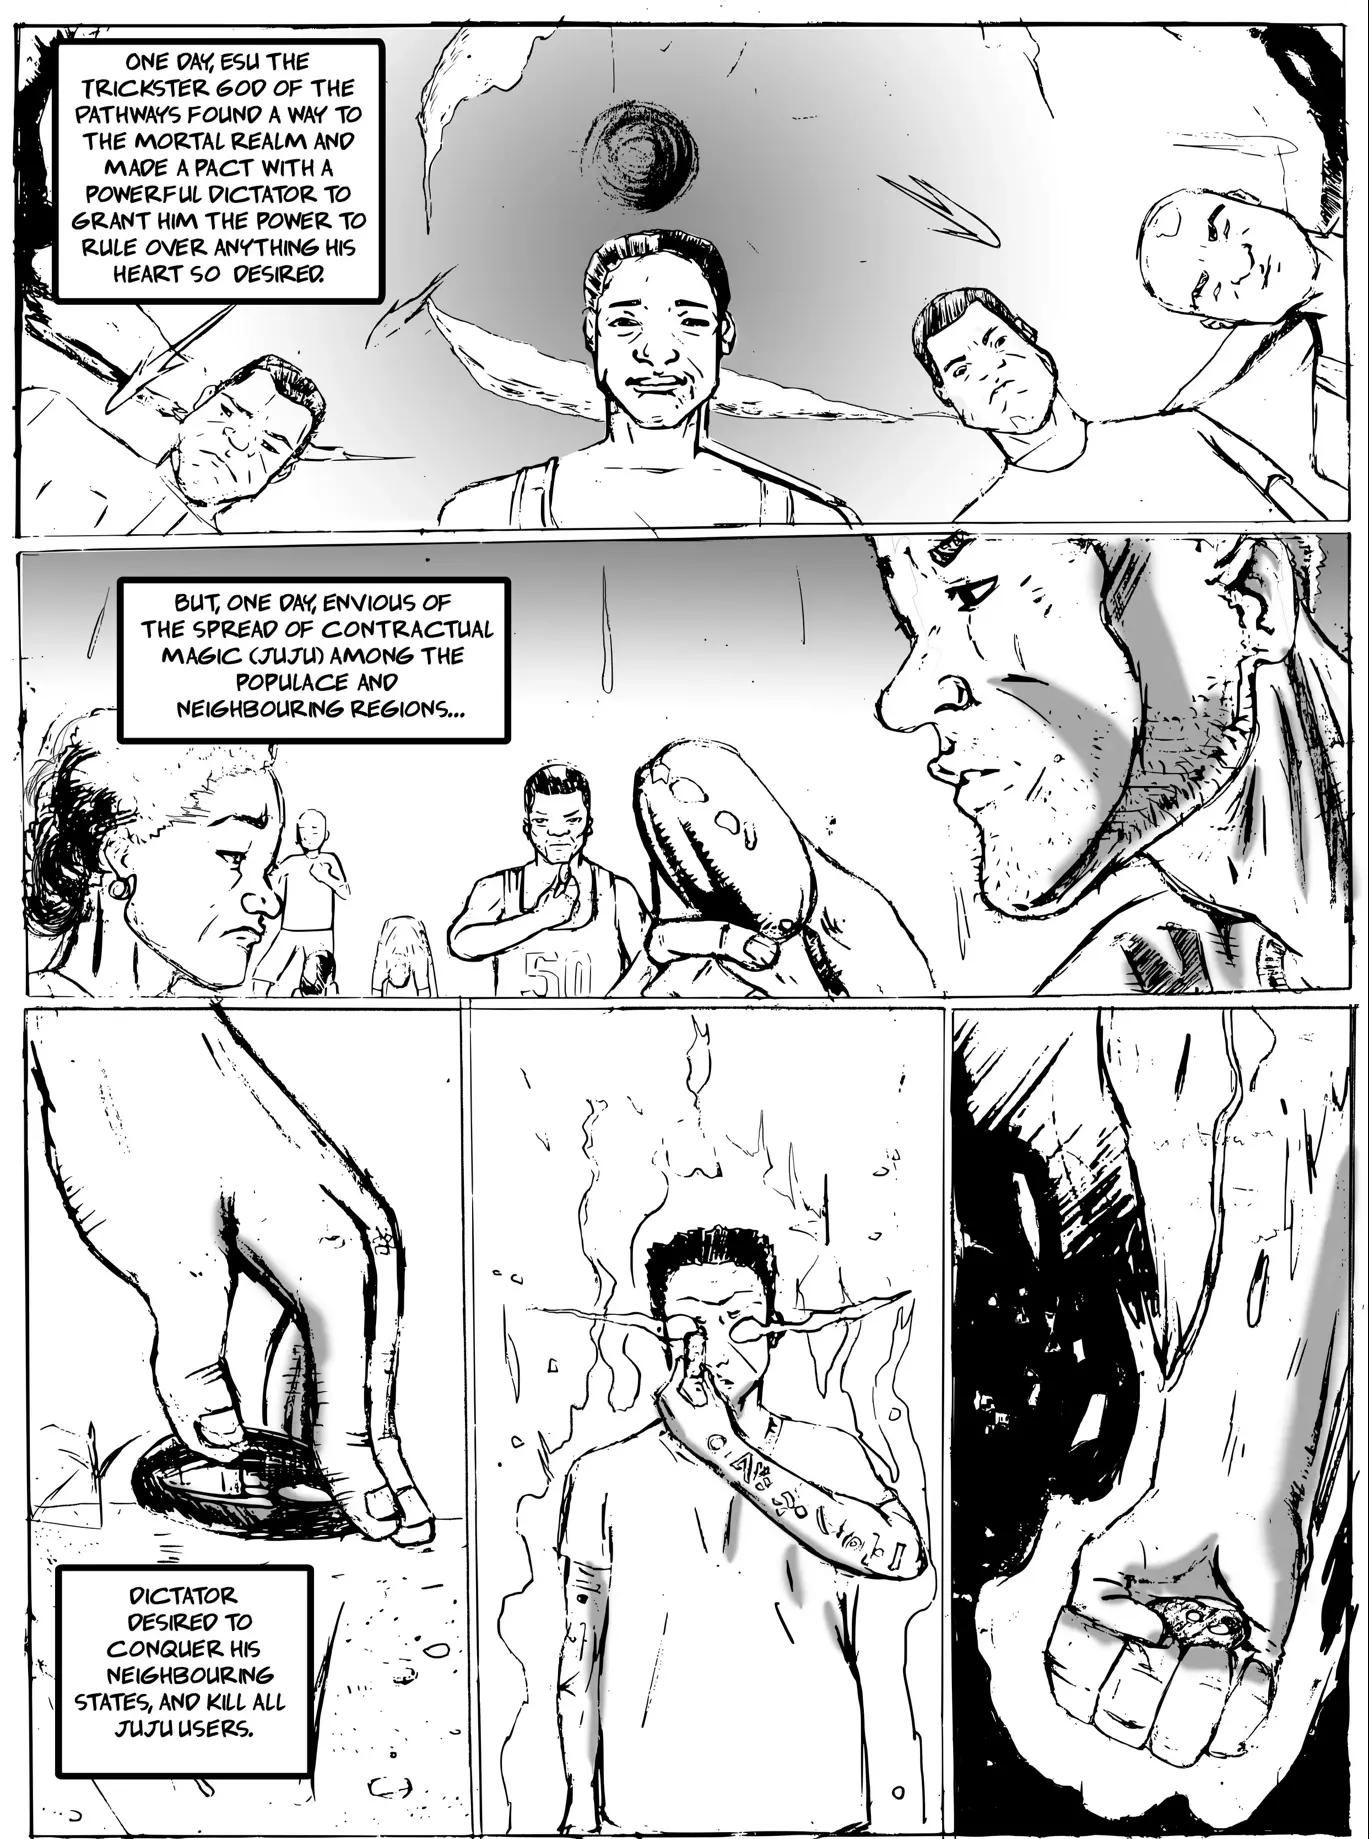 ONE DAY, ESU THE
TRICKSTER GOD OF THE
PATHWAYS FOUND A WAY TO
THE MORTAL REALM AND
MADE A PACT WITH A
POWERFUL DICTATOR TO
GRANT HIM THE POWER TO
RULE OVER ANYTHING HIS
HEART SO DESIRED.
BUT, ONE DAY, ENVIOUS OF
THE SPREAD OF CONTRACTUAL
MAGIC (JUJU) AMONG THE
POPULACE AND
NEIGHBOURING REGIONS...
50
DICTATOR
DESIRED TO
CONQUER HIS
NEIGHBOURING
STATES, AND KILL ALL
JUJU USERS.